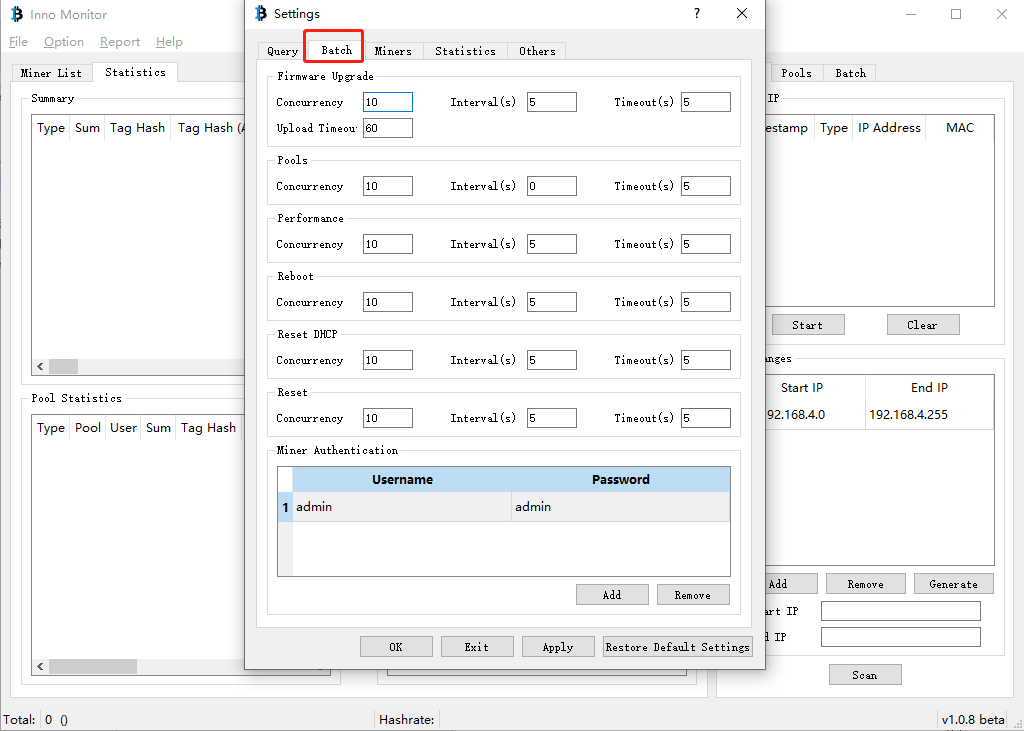 Inno Monitor
File Option Report Help
Miner List Statistics
Summary
Type Sum Tag Hash Tag Hash (A
Pool Statistics
Type Pool User Sum Tag Hash
Settings ?
Query Batch Miners Statistics Others
Firmware Upgrade
Concurrency 10 Interval(s) 5 Timeout(s) 5
Upload Timeou 60
Pools
Concurrency 10 Interval(s) 0 Timeout(s) 5
Performance
Concurrency 10 Interval(s) 5 Timeout(s) 5
Reboot
Concurrency 10 Interval(s) 5 Timeout(s) 5
Reset DHCP
Concurrency 10 Interval(s) 5 Timeout(s) 5
Reset
Concurrency 10 Interval(s) 5 Timeout(s) 5
Miner Authentication
Username Password
1 admin admin
Add Remove
OK Exit Apply Restore Default Settings
Pools Batch
IP
estamp Type IP Address MAC
Start Clear
nges
Start IP End IP
92.168.4.0 192.168.4.255
Add Remove Generate
art IP
d IP
Scan
Total: 0 () Hashrate: v1.0.8 beta